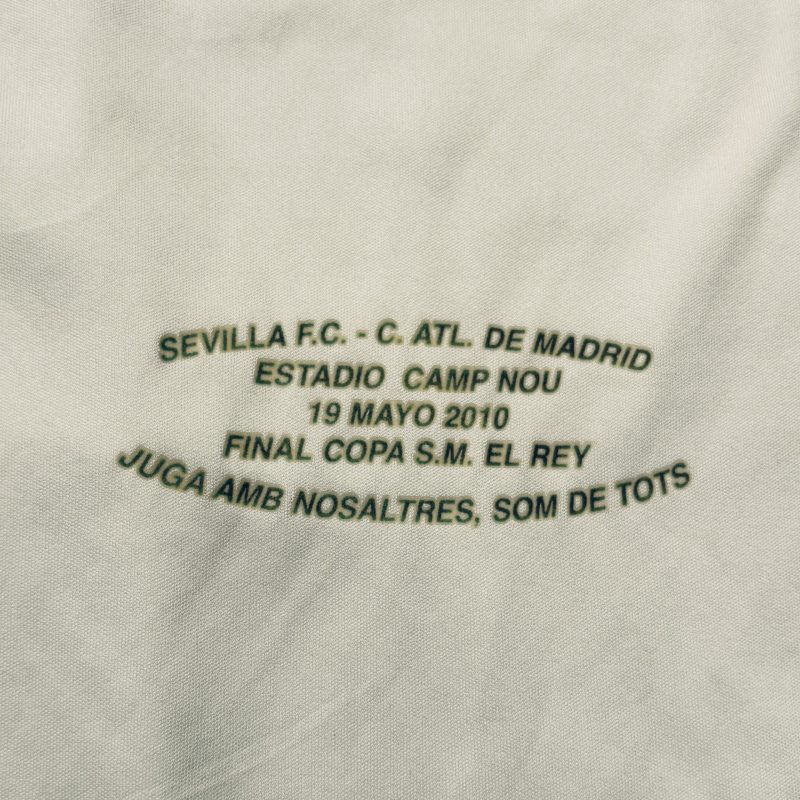 SEVILLA F.C. - C. ATL. DE MADRID
ESTADIO CAMP NOU
19 MAYO 2010
FINAL COPA S.M. EL REY
JUGA AMB NOSALTRES, SOM DE TOTS